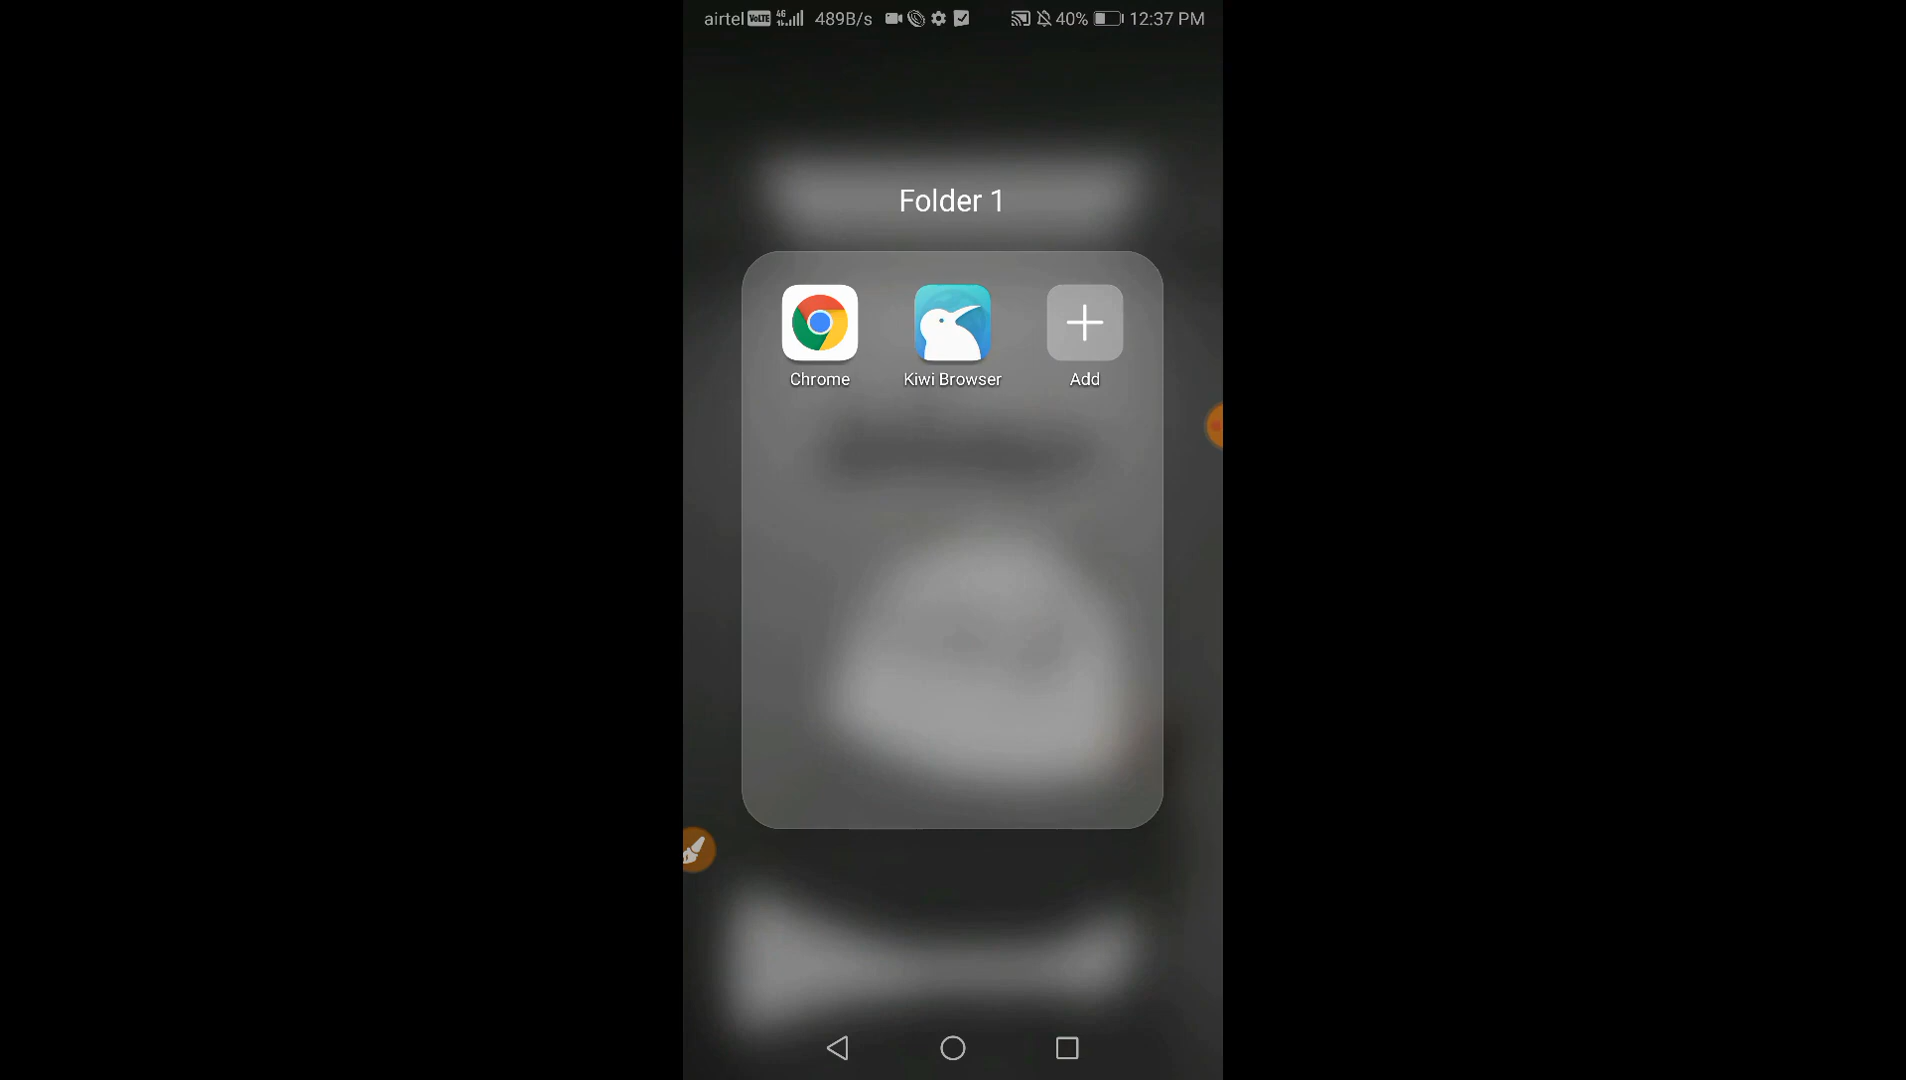 airtel VoLTE 4G 489B/s 40% 12:37 PM
Folder 1
Chrome Kiwi Browser Add